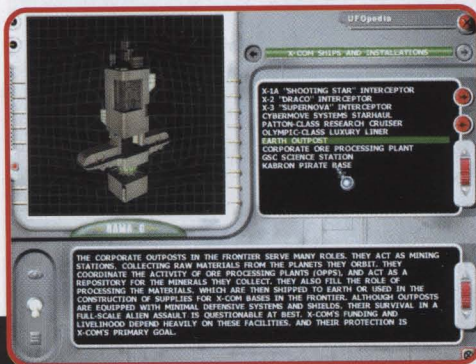 UFOpedia
X-COM SHIPS AND INSTALLATIONS
X-1A "SHOOTING STAR" INTERCEPTOR
X-2 "DRACO" INTERCEPTOR
X-3 "SUPERNOVA" INTERCEPTOR
CYBERMOVE SYSTEMS STARHAUL
PATTON-CLASS RESEARCH CRUISER
OLYMPIC-CLASS LUXURY LINER
EARTH OUTPOST
CORPORATE ORE PROCESSING PLANT
GSC SCIENCE STATION
KABRON PIRATE BASE
BAMA 6
THE CORPORATE OUTPOSTS IN THE FRONTIER SERVE MANY ROLES. THEY ACT AS MINING
STATIONS, COLLECTING RAW MATERIALS FROM THE PLANETS THEY ORBIT. THEY
COORDINATE THE ACTIVITY OF ORE PROCESSING PLANTS (OPPS), AND ACT AS A
REPOSITORY FOR THE MINERALS THEY COLLECT. THEY ALSO FILL THE ROLE OF
PROCESSING THE MATERIALS, WHICH ARE THEN SHIPPED TO EARTH OR USED IN THE
CONSTRUCTION OF SUPPLIES FOR X-COM BASES IN THE FRONTIER. ALTHOUGH OUTPOSTS
ARE EQUIPPED WITH MINIMAL DEFENSIVE SYSTEMS AND SHIELDS, THEIR SURVIVAL IN A
FULL-SCALE ALIEN ASSAULT IS QUESTIONABLE AT BEST. X-COM'S FUNDING AND
LIVELIHOOD DEPEND HEAVILY ON THESE FACILITIES, AND THEIR PROTECTION IS
X-COM'S PRIMARY GOAL.